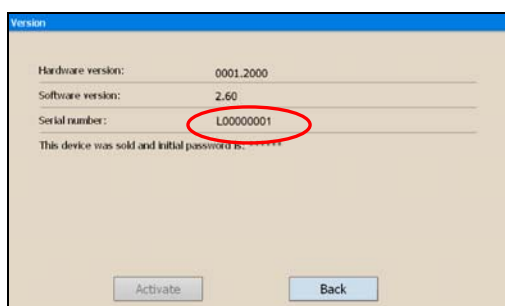 Version
Hardware version: 0001.2000
Software version: 2.60
Serial number: L00000001
This device was sold and initial password is: ******
Activate Back